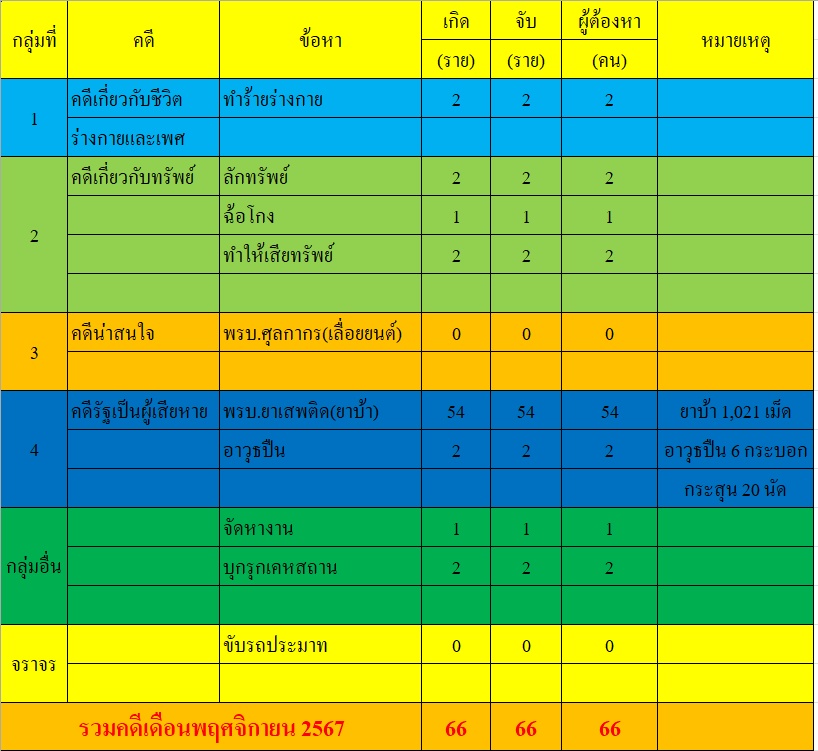 กลุ่มที่ คดี ข้อหา เกิด จับ ผู้ต้องหา หมายเหตุ
(ราย) (ราย) (คน)
1 คดีเกี่ยวกับชีวิต ทำร้ายร่างกาย 2 2 2
ร่างกายและเพศ
2 คดีเกี่ยวกับทรัพย์ ลักทรัพย์ 2 2 2
ฉ้อโกง 1 1 1
ทำให้เสียทรัพย์ 2 2 2
3 คดีน่าสนใจ พรบ.ศุลกากร(เลื่อยยนต์) 0 0 0
4 คดีรัฐเป็นผู้เสียหาย พรบ.ยาเสพติด(ยาบ้า) 54 54 54 ยาบ้า 1,021 เม็ด
อาวุธปืน 2 2 2 อาวุธปืน 6 กระบอก
กระสุน 20 นัด
กลุ่มอื่น จัดหางาน 1 1 1
บุกรุกเคหสถาน 2 2 2
จราจร ขับรถประมาท 0 0 0
รวมคดีเดือนพฤศจิกายน 2567 66 66 66